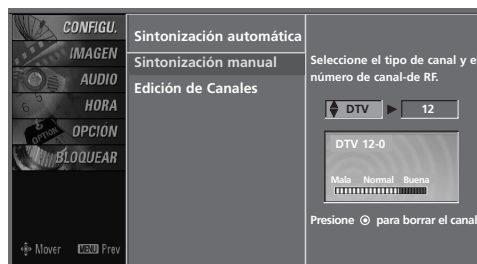 CONFIGU.
IMAGEN
AUDIO
HORA
OPCIÓN
BLOQUEAR
Mover MENU Prev
Sintonización automática
Sintonización manual
Edición de Canales
Seleccione el tipo de canal y e
número de canal-de RF.
DTV 12
DTV 12-0
Mala Normal Buena
Presione para borrar el canal